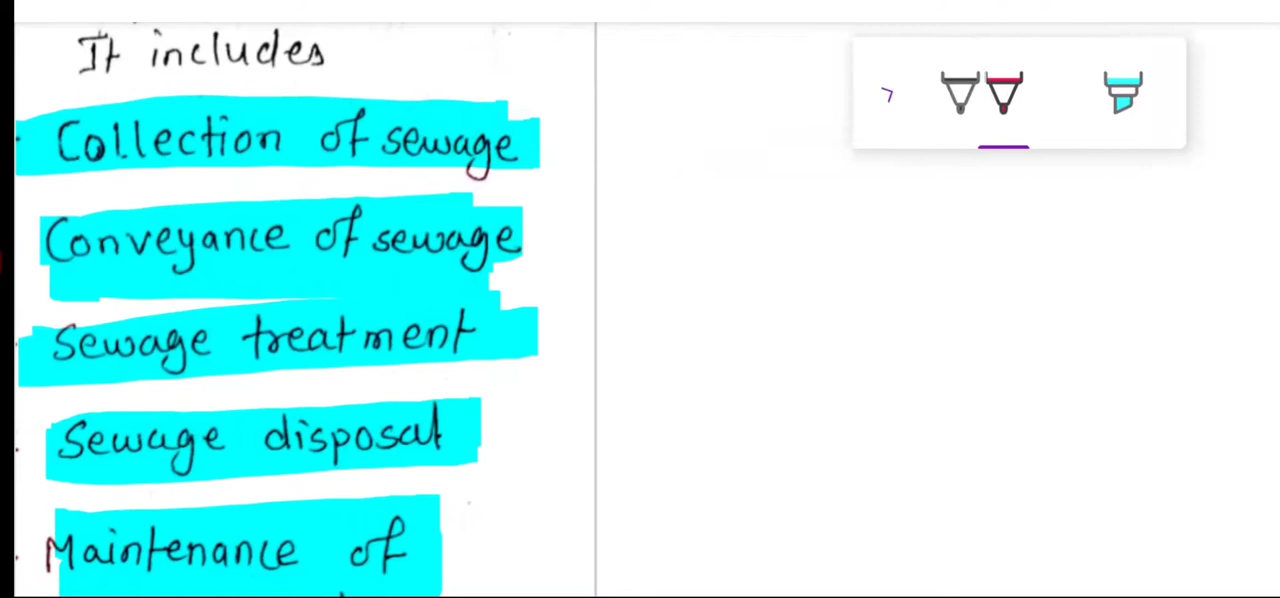 It includes
Collection of sewage
Conveyance of sewage
Sewage treatment
Sewage disposal
Maintenance of